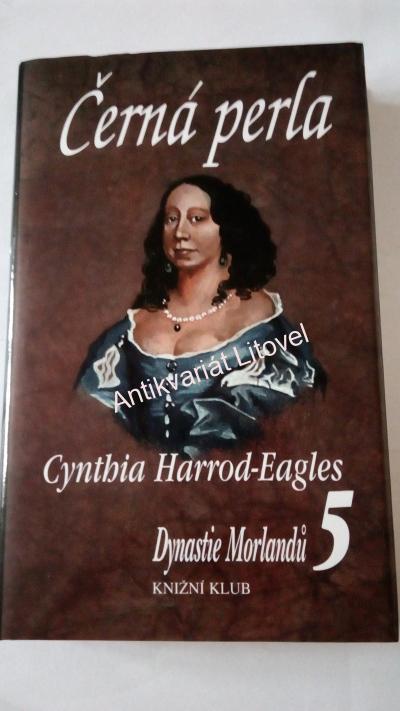 Černá perla
Antikvariát Litovel
Cynthia Harrod-Eagles
Dynastie Morlandů 5
KNIŽNÍ KLUB